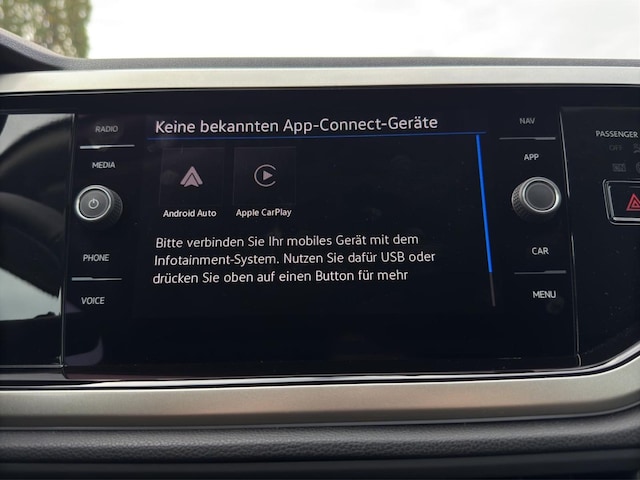 RADIO
MEDIA
PHONE
VOICE
Keine bekannten App-Connect-Geräte
Android Auto
Apple CarPlay
Bitte verbinden Sie Ihr mobiles Gerät mit dem
Infotainment-System. Nutzen Sie dafür USB oder
drücken Sie oben auf einen Button für mehr
NAV
APP
CAR
MENU
PASSENGER
OFF